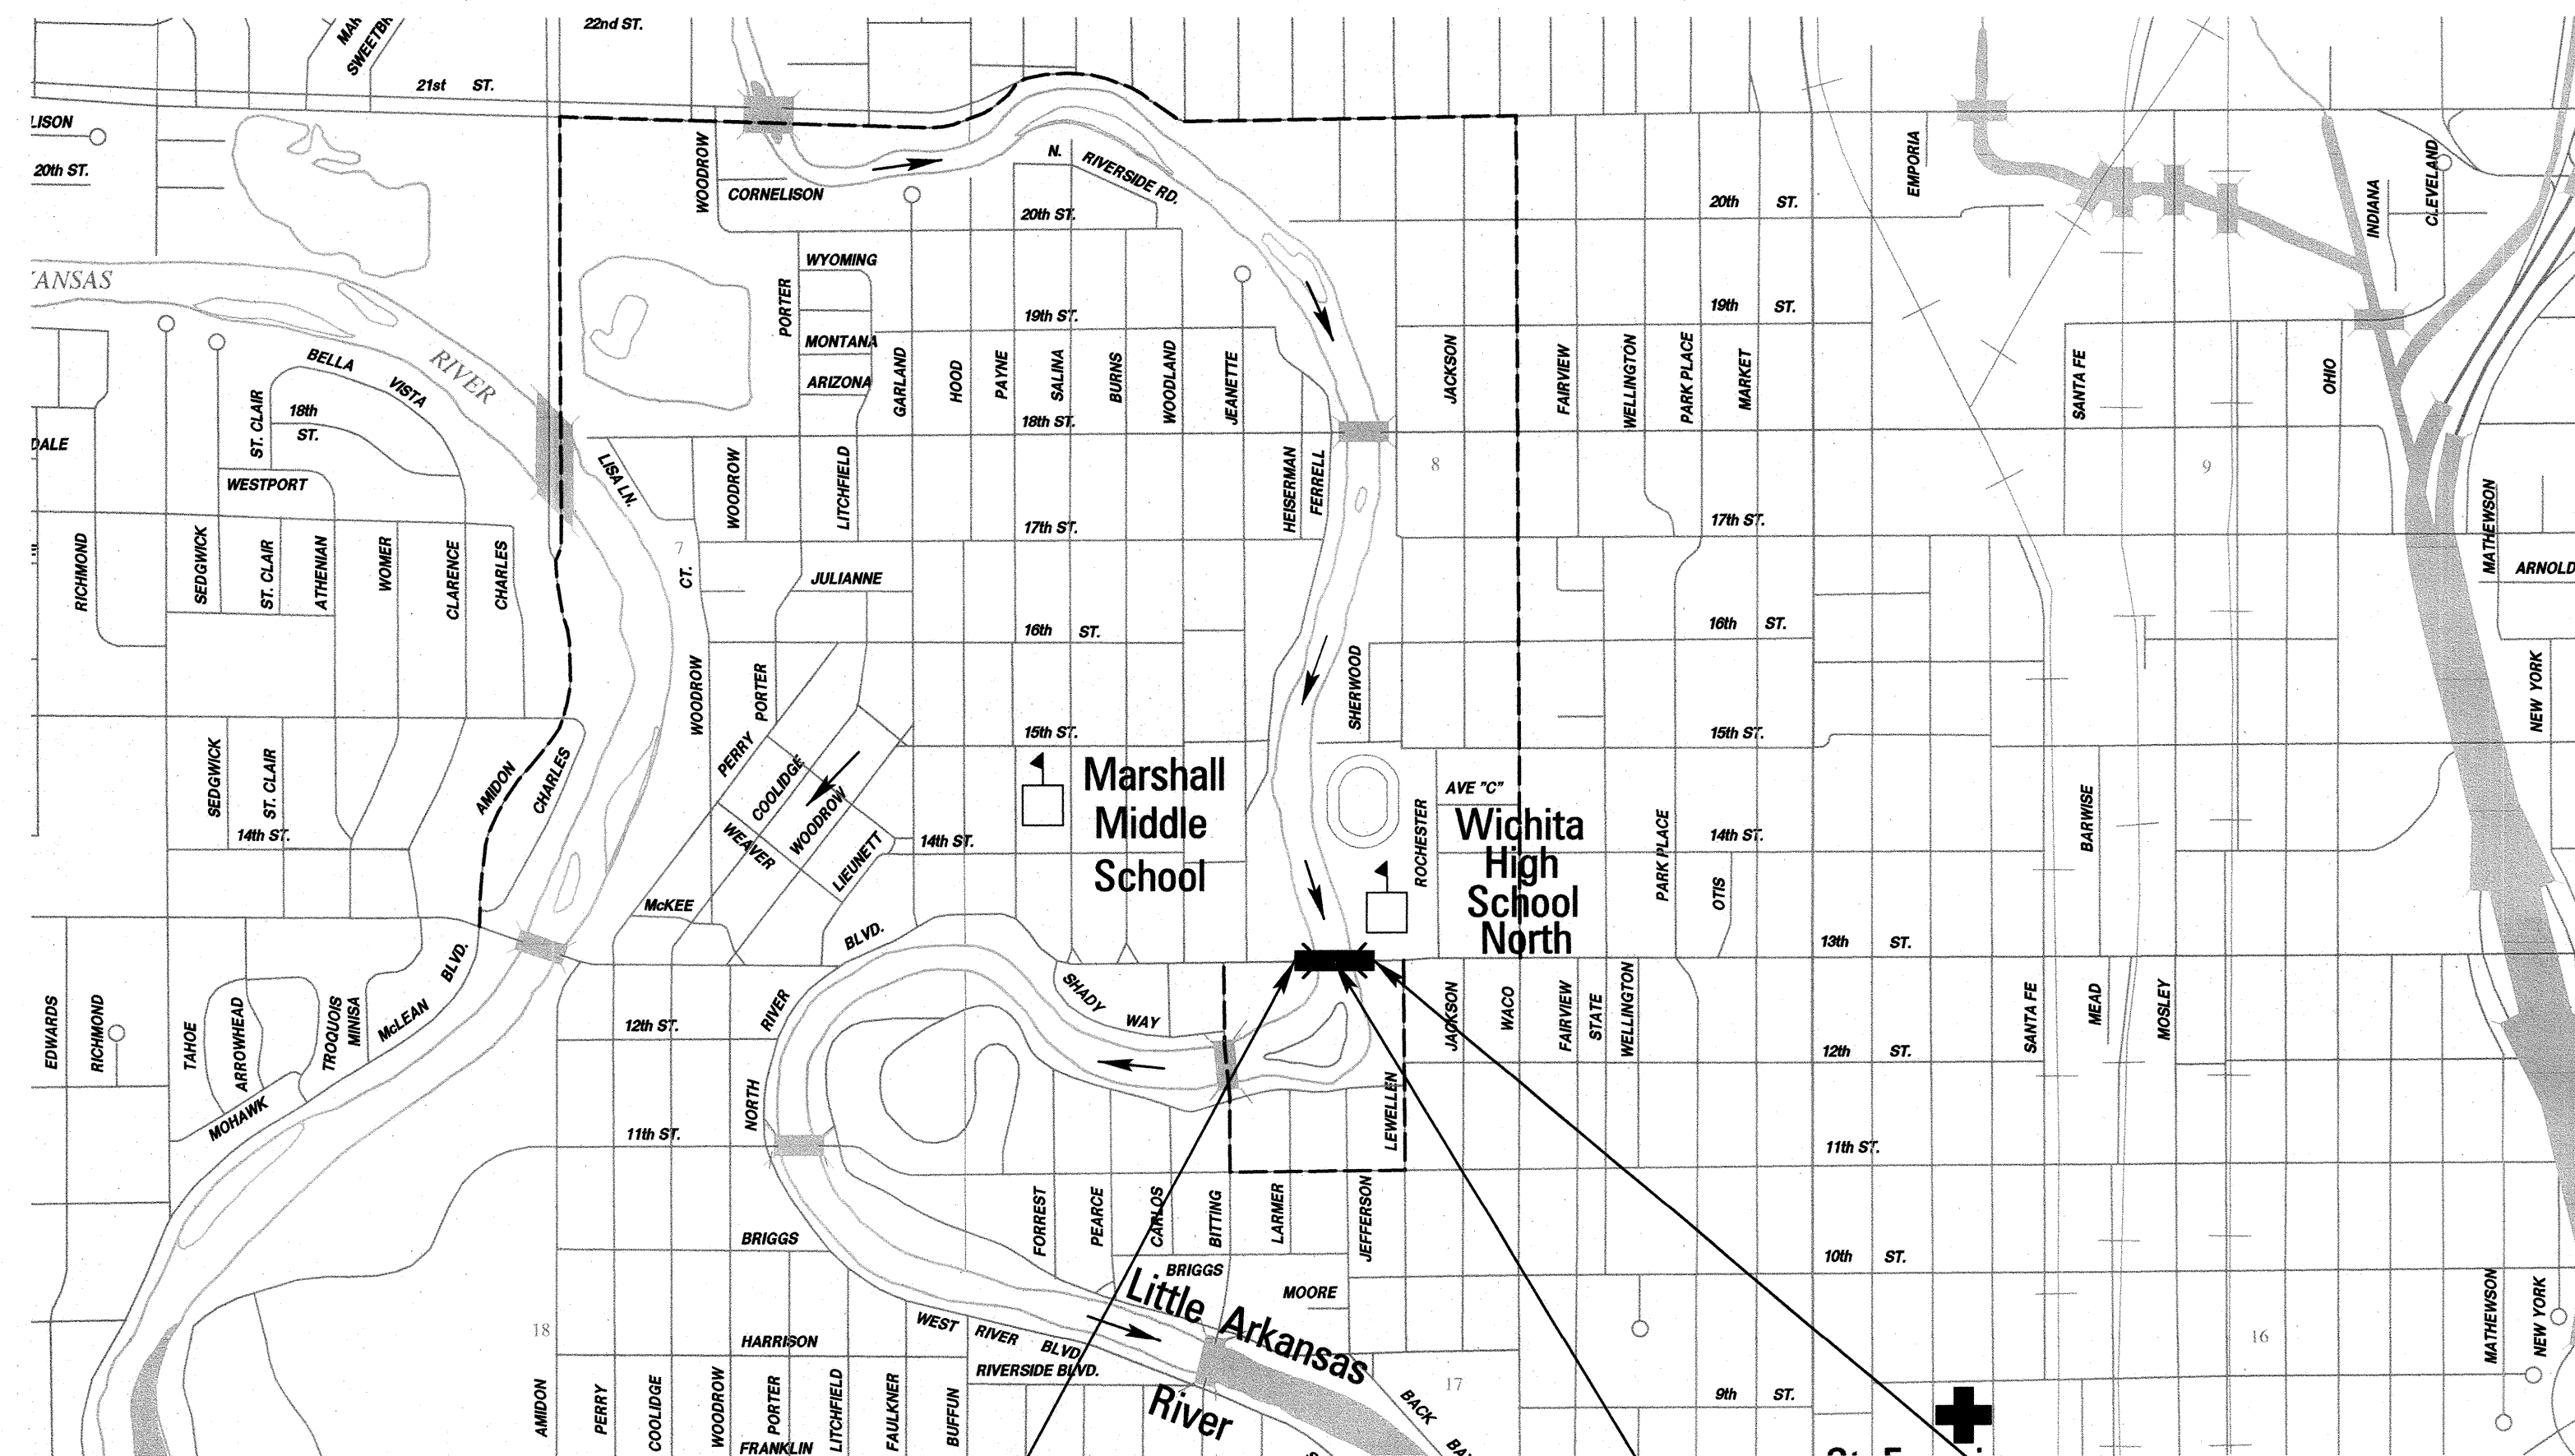 22nd ST.
21st ST.
20th ST.
WOODROW
CORNELISON
N. RIVERSIDE RD.
20th ST.
20th ST.
EMPORIA
INDIANA
CLEVELAND
WYOMING
PORTER
MONTANA
ARIZONA
19th ST.
19th ST.
RIVER
BELLA VISTA
18th ST.
ST. CLAIR
WESTPORT
LISA LN.
GARLAND
HOOD
PAYNE
SALINA
BURNS
WOODLAND
JEANETTE
18th ST.
JACKSON
FAIRVIEW
WELLINGTON
PARK PLACE
MARKET
SANTA FE
OHIO
WOODROW
LITCHFIELD
HEISERMAN
FERRELL
8
9
17th ST.
17th ST.
MATHEWSON
ARNOLD
RICHMOND
SEDGWICK
ST. CLAIR
ATHENIAN
WOMER
CLARENCE
CHARLES
7
CT.
JULIANNE
16th ST.
16th ST.
WOODROW
PORTER
SHERWOOD
NEW YORK
15th ST.
15th ST.
SEDGWICK
ST. CLAIR
14th ST.
AMIDON
CHARLES
PERRY
COOLIDGE
WOODROW
WEAVER
LIEUNETT
14th ST.
Marshall
Middle
School
AVE "C"
ROCHESTER
Wichita
High
School
North
PARK PLACE
14th ST.
OTIS
BARWISE
McKEE
BLVD.
13th ST.
EDWARDS
RICHMOND
TAHOE
ARROWHEAD
TROQUOIS
MINISA
McLEAN
BLVD.
MOHAWK
12th ST.
NORTH
RIVER
SHADY WAY
JACKSON
WACO
FAIRVIEW
STATE
WELLINGTON
12th ST.
SANTA FE
MEAD
MOSLEY
11th ST.
LEWELLEN
11th ST.
BRIGGS
FORREST
PEARCE
CARLOS
BITTING
LARMER
JEFFERSON
10th ST.
BRIGGS
MOORE
Little Arkansas
River
18
HARRISON
WEST RIVER BLVD
RIVERSIDE BLVD.
17
16
MATHEWSON
NEW YORK
AMIDON
PERRY
COOLIDGE
WOODROW
PORTER
LITCHFIELD
FAULKNER
BUFFUN
FRANKLIN
BACK
9th ST.